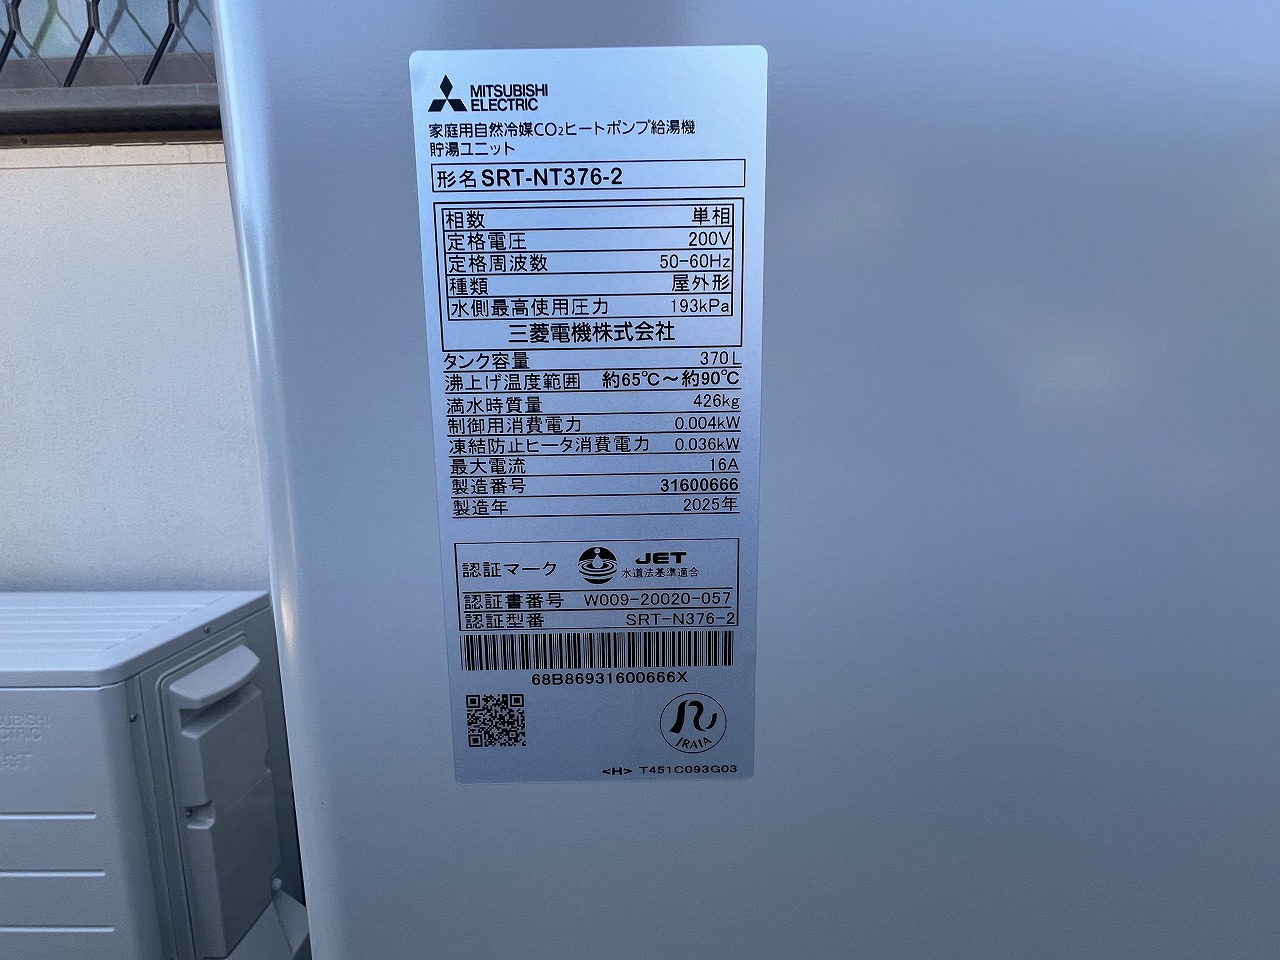 MITSUBISHI
ELECTRIC
家庭用自然冷媒CO₂ヒートポンプ給湯機
貯湯ユニット
形名 SRT-NT376-2
相数 単相
定格電圧 200V
定格周波数 50-60Hz
種類 屋外形
水側最高使用圧力 193kPa
三菱電機株式会社
タンク容量 370L
沸上げ温度範囲 約65℃〜約90℃
満水時質量 426kg
制御用消費電力 0.004kW
凍結防止ヒータ消費電力 0.036kW
最大電流 16A
製造番号 31600666
製造年 2025年
認証マーク JET
水道法基準適合
認証書番号 W009-20020-057
認証型番 SRT-N376-2
68B86931600666X
JRAIA
<H> T451C093G03